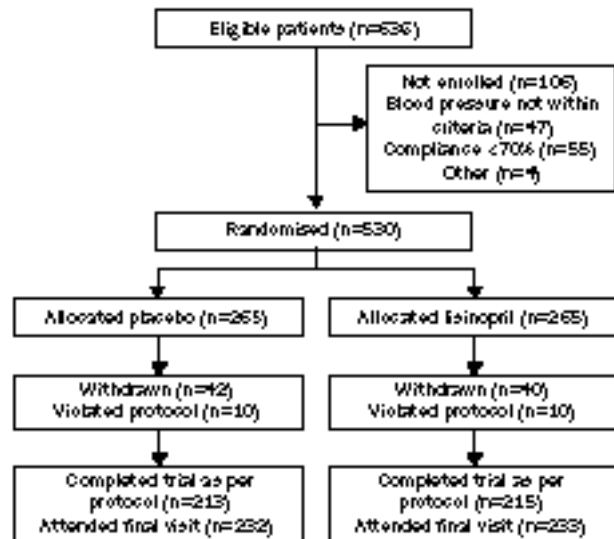 Eligible patients (n=636)
Not enrolled (n=106)
Blood pressure not within
criteria (n=47)
Compliance <70% (n=55)
Other (n=4)
Randomised (n=530)
Allocated placebo (n=265)
Allocated lisinopril (n=265)
Withdrawn (n=42)
Violated protocol (n=10)
Withdrawn (n=40)
Violated protocol (n=10)
Completed trial as per
protocol (n=213)
Attended final visit (n=232)
Completed trial as per
protocol (n=215)
Attended final visit (n=233)